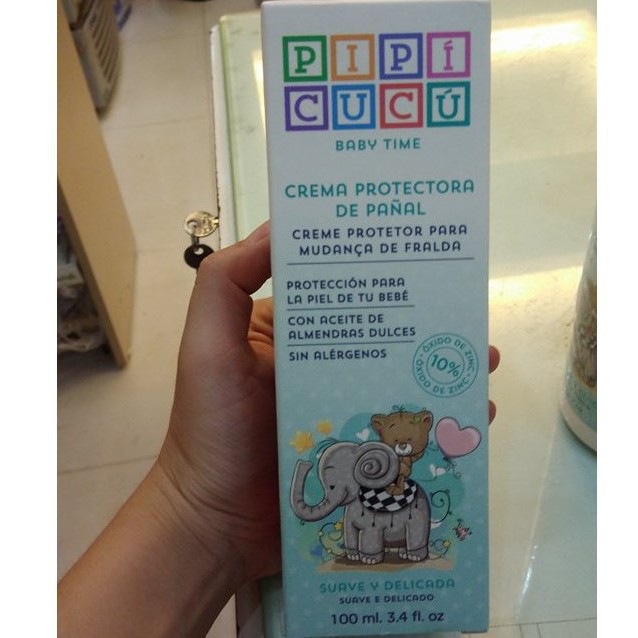 PIPÍ
CUCÚ
BABY TIME
CREMA PROTECTORA
DE PAÑAL
CREME PROTETOR PARA
MUDANÇA DE FRALDA
PROTECCIÓN PARA
LA PIEL DE TU BEBÉ
CON ACEITE DE
ALMENDRAS DULCES
SIN ALÉRGENOS
ÓXIDO DE ZINC
10%
ÓXIDO DE ZINC
SUAVE Y DELICADA
SUAVE E DELICADO
100 ml. 3.4 fl. oz